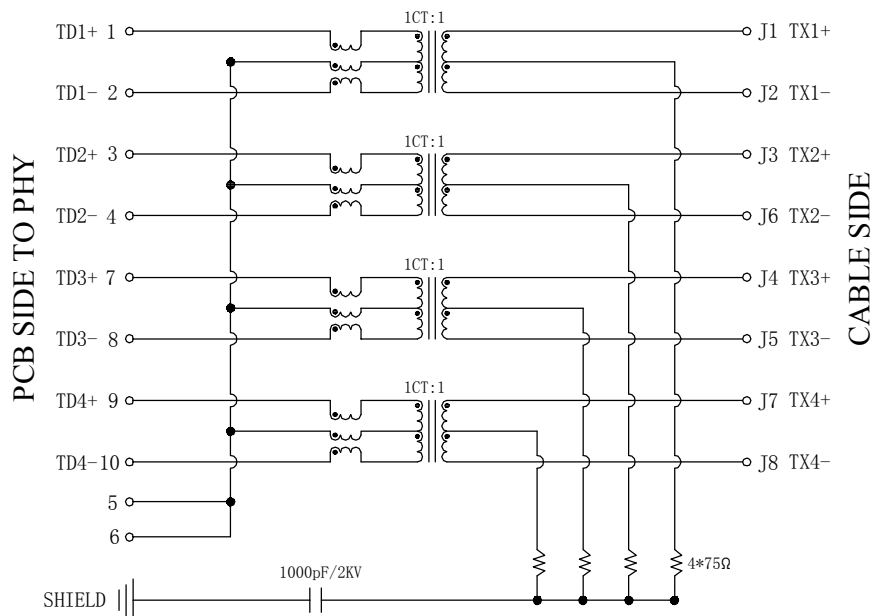 1CT:1
TD1+ 1
J1 TX1+
TD1- 2
J2 TX1-
1CT:1
TD2+ 3
J3 TX2+
TD2- 4
J6 TX2-
1CT:1
TD3+ 7
J4 TX3+
TD3- 8
J5 TX3-
1CT:1
TD4+ 9
J7 TX4+
TD4-10
J8 TX4-
5
6
PCB SIDE TO PHY
CABLE SIDE
4*75Ω
1000pF/2KV
SHIELD